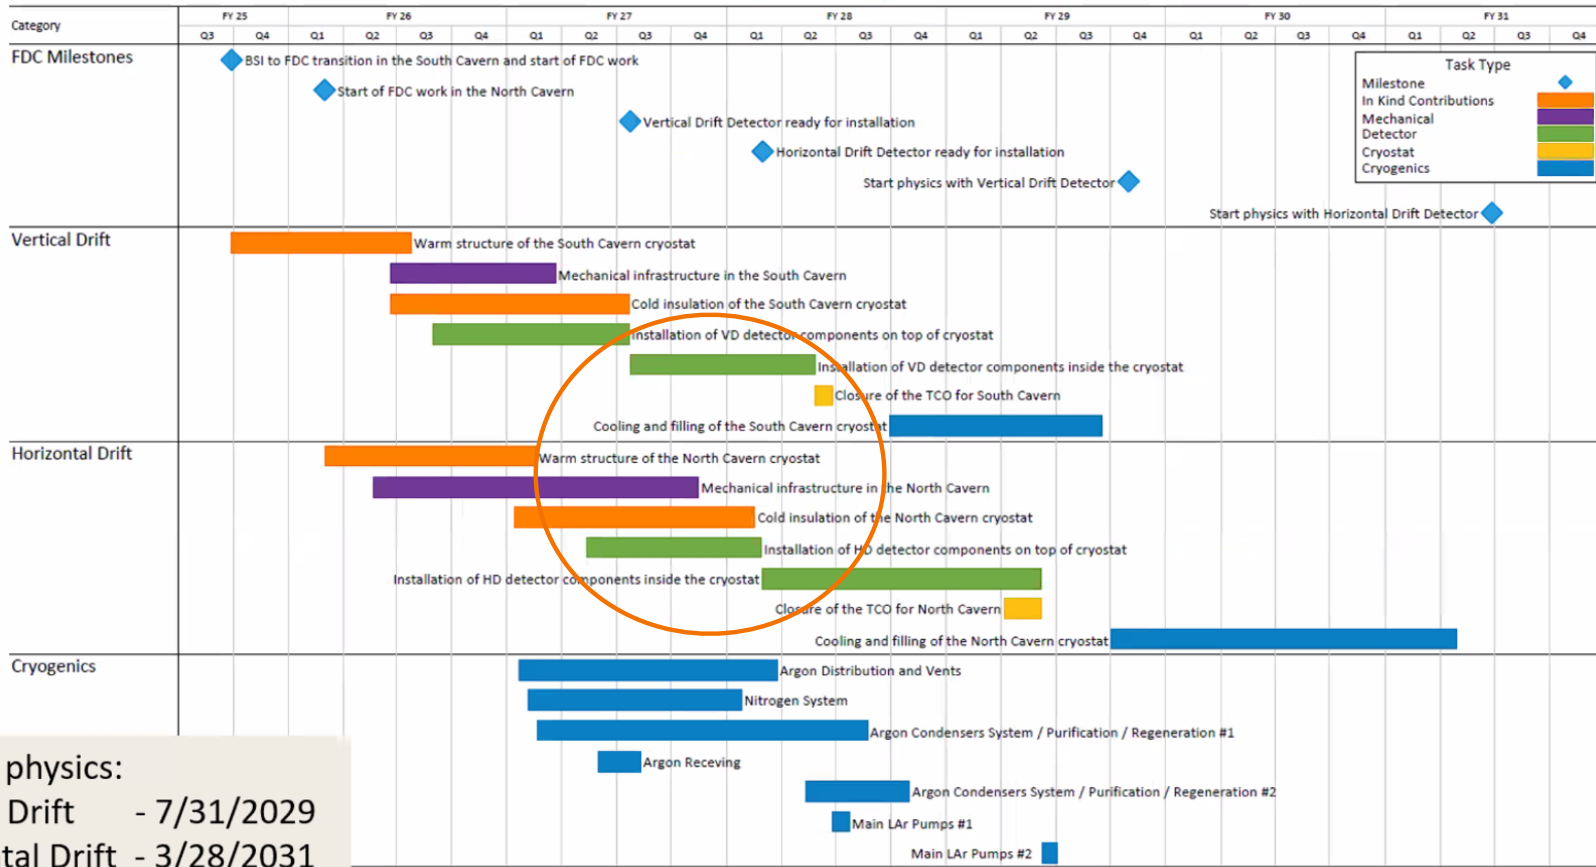 Category
FY 25 FY 26 FY 27 FY 28 FY 29 FY 30 FY 31
Q3 Q4 Q1 Q2 Q3 Q4 Q1 Q2 Q3 Q4 Q1 Q2 Q3 Q4 Q1 Q2 Q3 Q4 Q1 Q2 Q3 Q4 Q1 Q2 Q3 Q4
FDC Milestones
BSI to FDC transition in the South Cavern and start of FDC work
Start of FDC work in the North Cavern
Vertical Drift Detector ready for installation
Horizontal Drift Detector ready for installation
Start physics with Vertical Drift Detector
Start physics with Horizontal Drift Detector
Task Type
Milestone
In Kind Contributions
Mechanical
Detector
Cryostat
Cryogenics
Vertical Drift
Warm structure of the South Cavern cryostat
Mechanical infrastructure in the South Cavern
Cold insulation of the South Cavern cryostat
Installation of VD detector components on top of cryostat
Installation of VD detector components inside the cryostat
Closure of the TCO for South Cavern
Cooling and filling of the South Cavern cryostat
Horizontal Drift
Warm structure of the North Cavern cryostat
Mechanical infrastructure in the North Cavern
Cold insulation of the North Cavern cryostat
Installation of HD detector components on top of cryostat
Installation of HD detector components inside the cryostat
Closure of the TCO for North Cavern
Cooling and filling of the North Cavern cryostat
Cryogenics
Argon Distribution and Vents
Nitrogen System
Argon Condensers System / Purification / Regeneration #1
Argon Receving
Argon Condensers System / Purification / Regeneration #2
Main LAr Pumps #1
Main LAr Pumps #2
physics:
Drift - 7/31/2029
ntal Drift - 3/28/2031